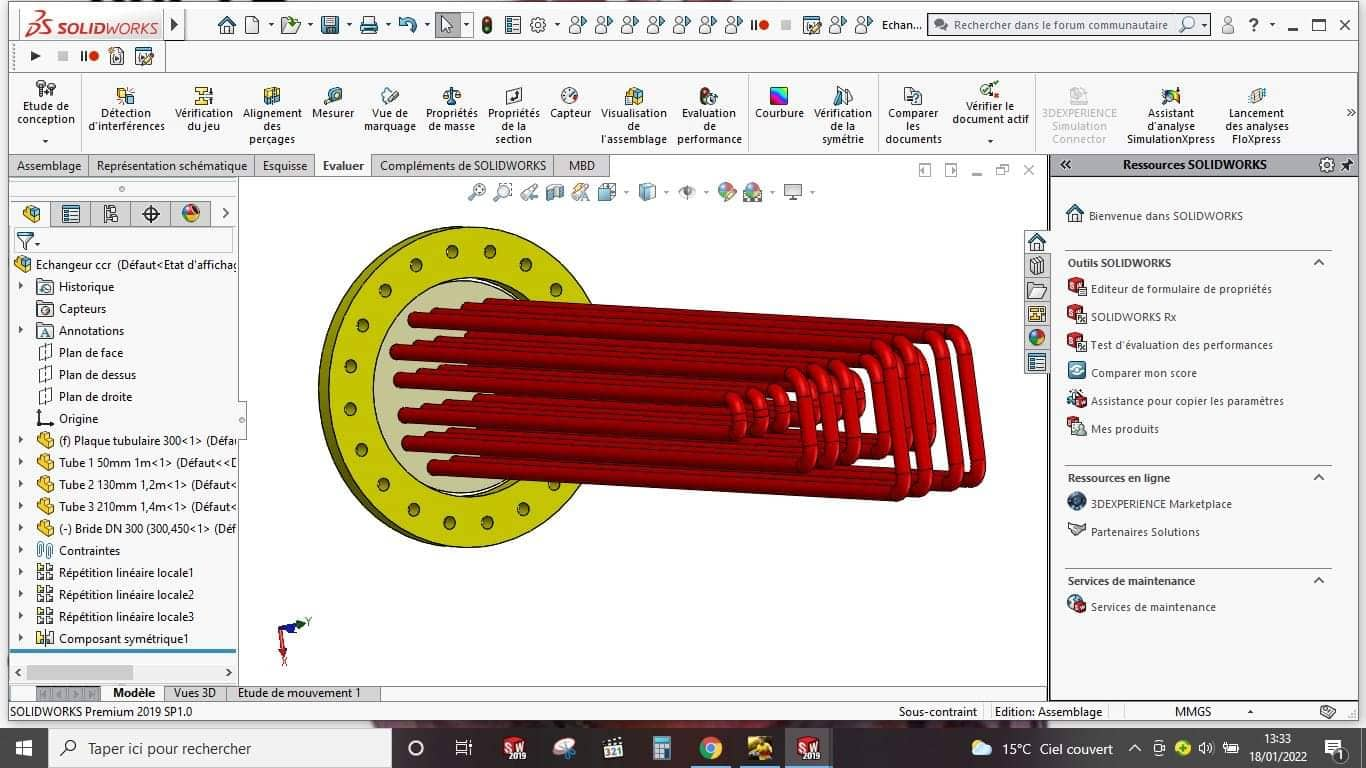 SOLIDWORKS
Echan...
Rechercher dans le forum communautaire
Etude de conception
Détection d'interférences
Vérification du jeu
Alignement des perçages
Mesurer
Vue de marquage
Propriétés de masse
Propriétés de la section
Capteur
Visualisation de l'assemblage
Evaluation de performance
Courbure
Vérification de la symétrie
Comparer les documents
Vérifier le document actif
3DEXPERIENCE Simulation Connector
Assistant d'analyse SimulationXpress
Lancement des analyses FloXpress
Assemblage
Représentation schématique
Esquisse
Evaluer
Compléments de SOLIDWORKS
MBD
Echangeur ccr (Défaut<Etat d'affichag
Historique
Capteurs
Annotations
Plan de face
Plan de dessus
Plan de droite
Origine
(f) Plaque tubulaire 300<1> (Défau
Tube 1 50mm 1m<1> (Défaut<<D
Tube 2 130mm 1,2m<1> (Défaut<
Tube 3 210mm 1,4m<1> (Défaut<
(-) Bride DN 300 (300,450<1> (Déf
Contraintes
Répétition linéaire locale1
Répétition linéaire locale2
Répétition linéaire locale3
Composant symétrique1
Y
X
Ressources SOLIDWORKS
Bienvenue dans SOLIDWORKS
Outils SOLIDWORKS
Editeur de formulaire de propriétés
SOLIDWORKS Rx
Test d'évaluation des performances
Comparer mon score
Assistance pour copier les paramètres
Mes produits
Ressources en ligne
3DEXPERIENCE Marketplace
Partenaires Solutions
Services de maintenance
Services de maintenance
Modèle
Vues 3D
Etude de mouvement 1
SOLIDWORKS Premium 2019 SP1.0
Sous-contraint
Edition: Assemblage
MMGS
Taper ici pour rechercher
SW 2019
321
SW 2019
15°C Ciel couvert
13:33
18/01/2022
1